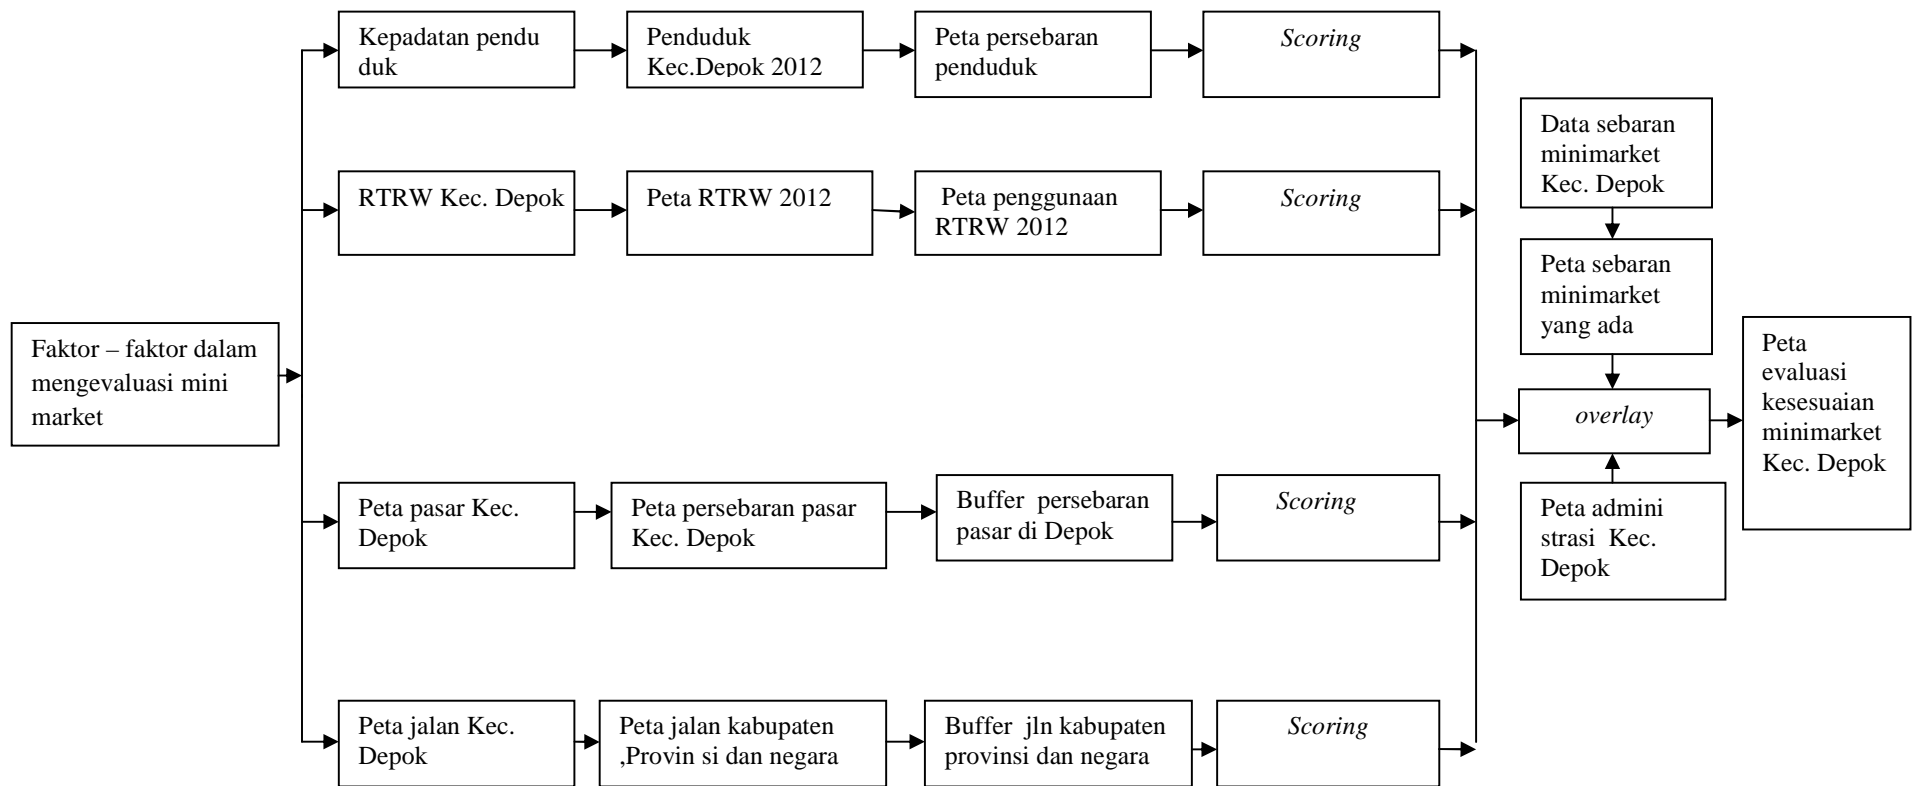 Kepadatan pendu
duk
Penduduk
Kec.Depok 2012
Peta persebaran
penduduk
Scoring
RTRW Kec. Depok
Peta RTRW 2012
Peta penggunaan
RTRW 2012
Scoring
Faktor – faktor dalam
mengevaluasi mini
market
Peta pasar Kec.
Depok
Peta persebaran pasar
Kec. Depok
Buffer persebaran
pasar di Depok
Scoring
Peta jalan Kec.
Depok
Peta jalan kabupaten
,Provin si dan negara
Buffer jln kabupaten
provinsi dan negara
Scoring
Data sebaran
minimarket
Kec. Depok
Peta sebaran
minimarket
yang ada
overlay
Peta admini
strasi Kec.
Depok
Peta
evaluasi
kesesuaian
minimarket
Kec. Depok